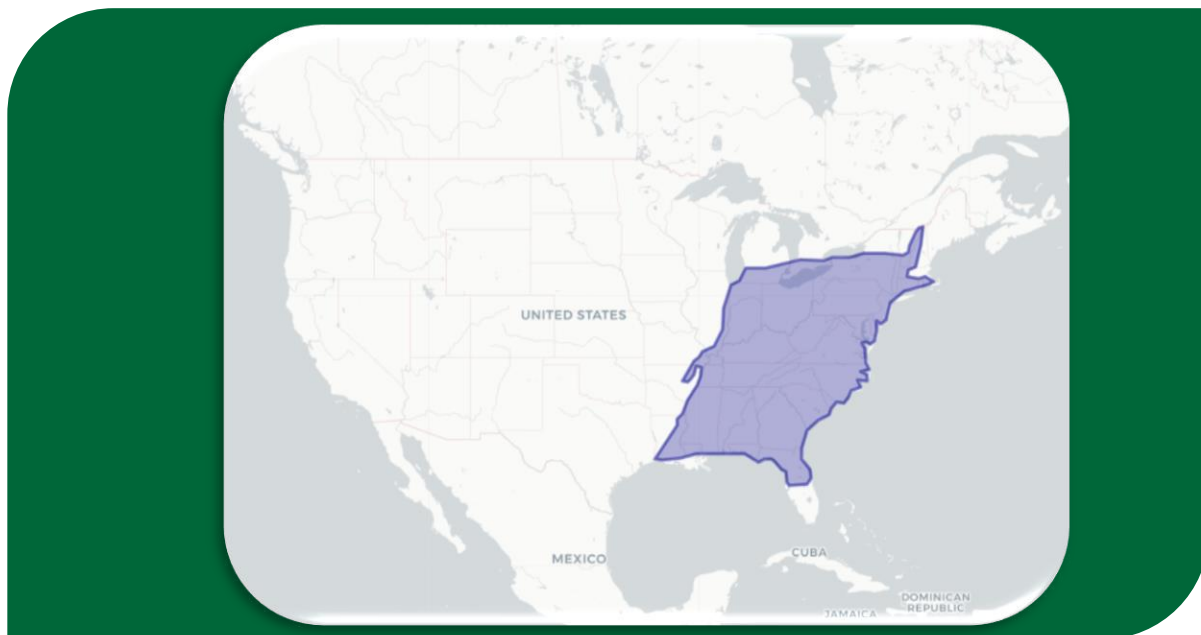 UNITED STATES
MEXICO
CUBA
DOMINICAN
REPUBLIC
JAMAICA